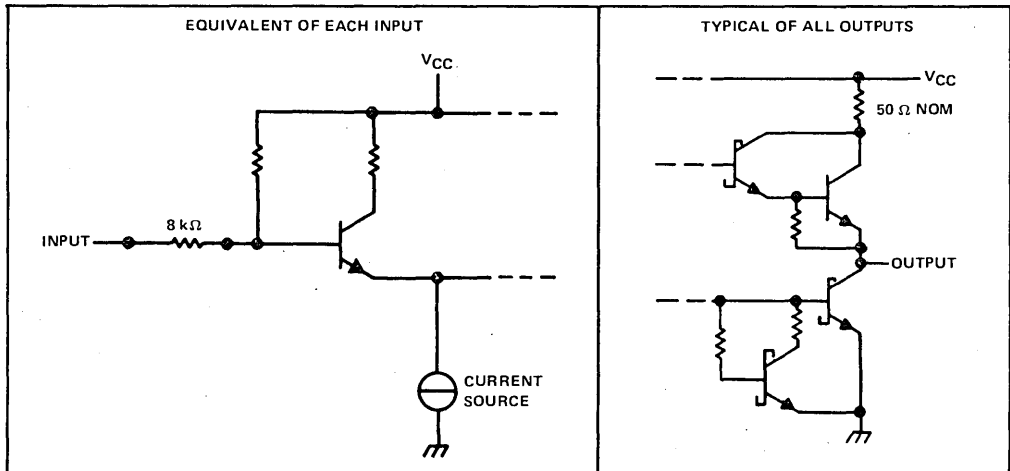 EQUIVALENT OF EACH INPUT
VCC
8 kΩ
INPUT
CURRENT
SOURCE
TYPICAL OF ALL OUTPUTS
VCC
50 Ω NOM
OUTPUT